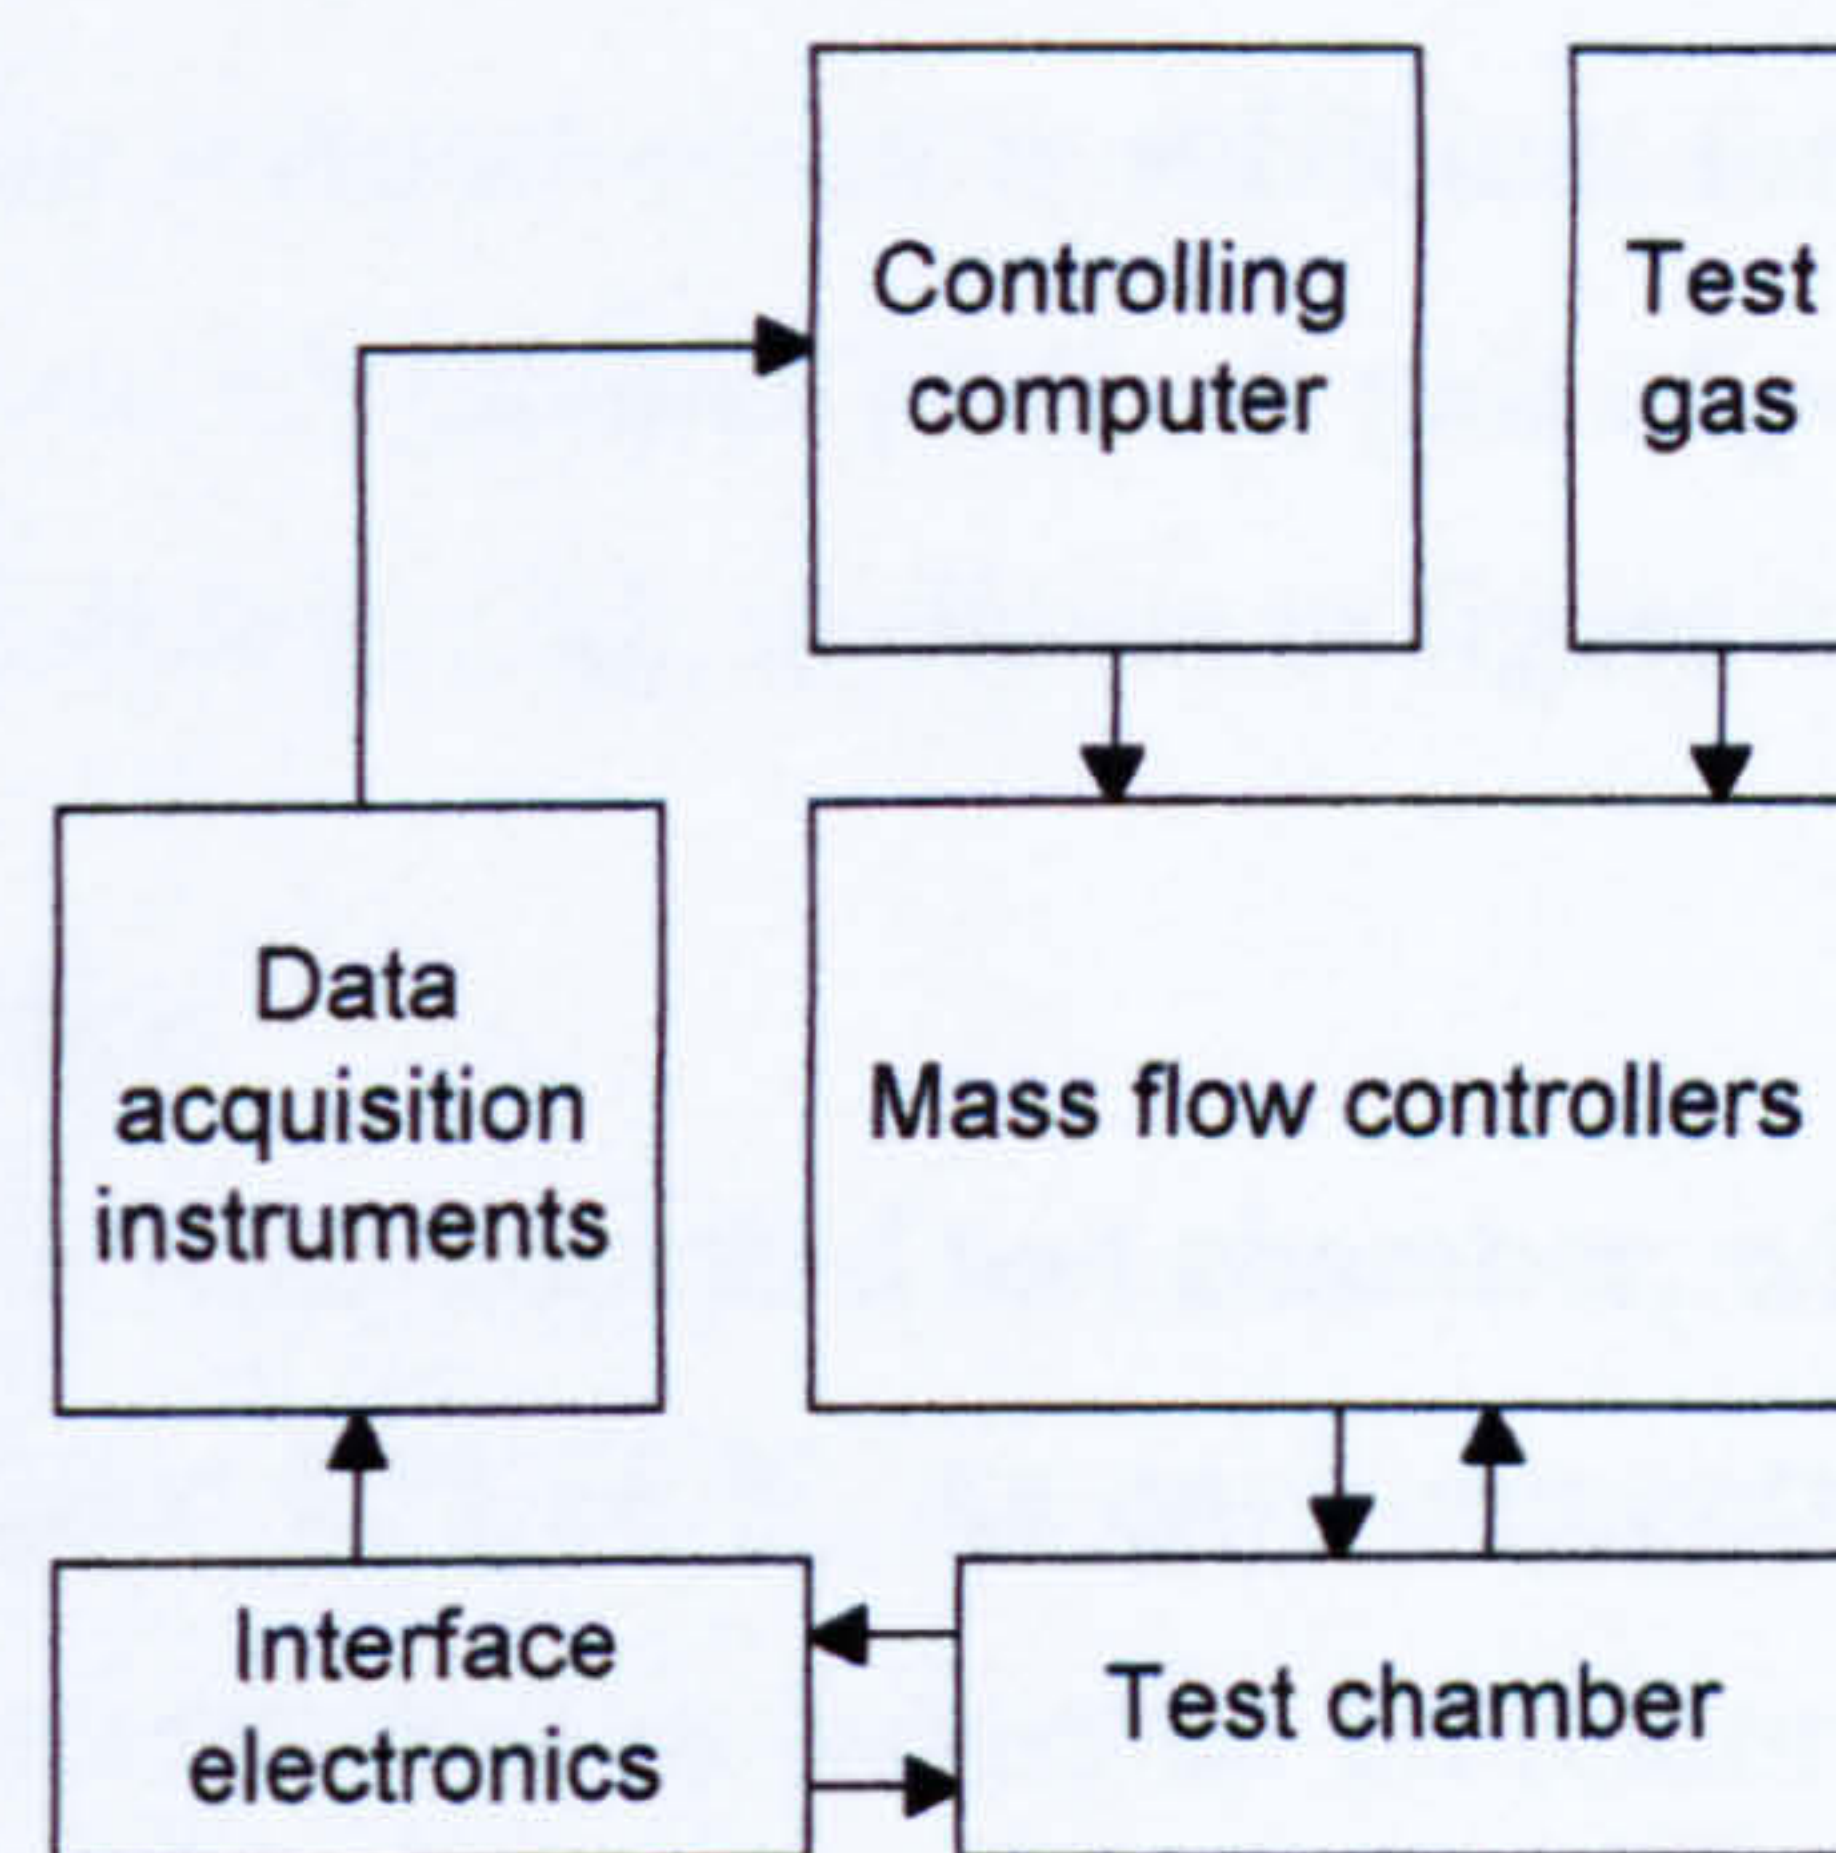 Controlling
computer
Test
gas
Data
acquisition
instruments
Mass flow controllers
Interface
electronics
Test chamber